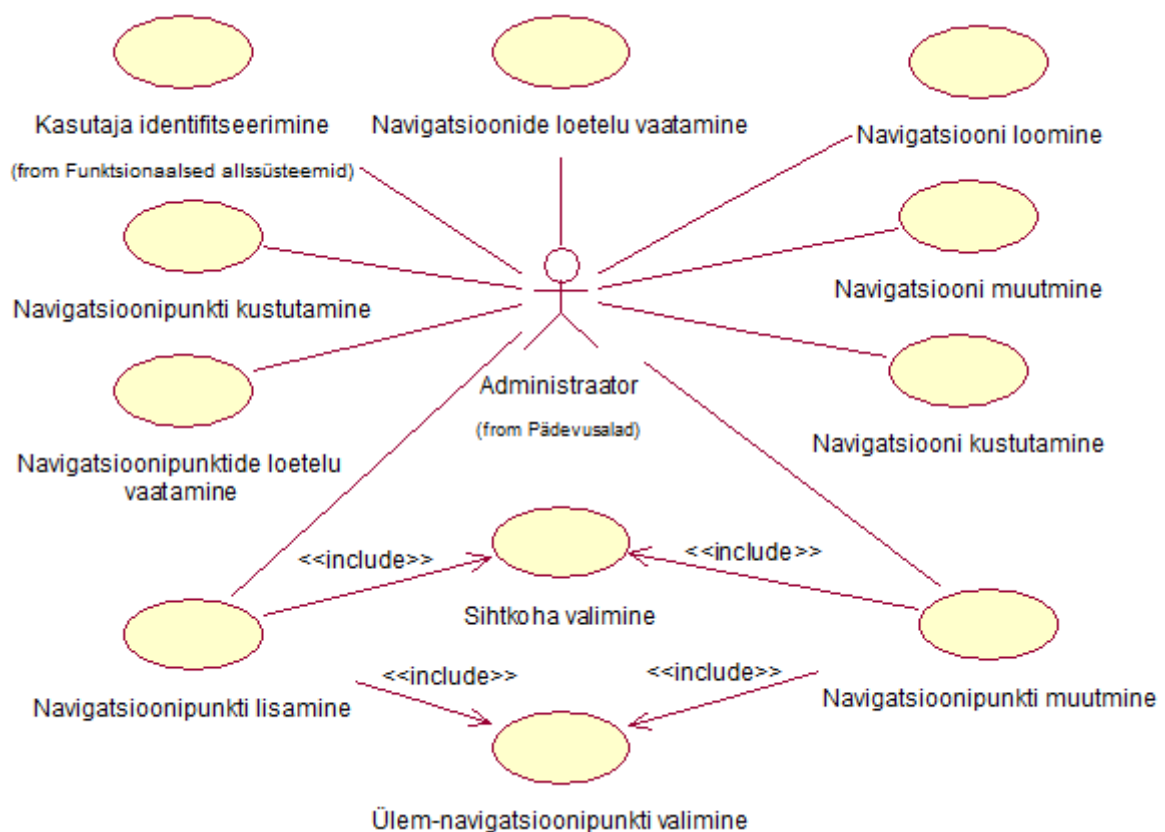 Kasutaja identifitseerimine
(from Funktsionaalsed allssüsteemid)
Navigatsioonide loetelu vaatamine
Navigatsiooni loomine
Navigatsioonipunkti kustutamine
Navigatsiooni muutmine
Administraator
(from Pädevusalad)
Navigatsioonipunktide loetelu
vaatamine
Navigatsiooni kustutamine
<<include>>
<<include>>
Sihtkoha valimine
Navigatsioonipunkti lisamine
<<include>>
<<include>>
Navigatsioonipunkti muutmine
Ülem-navigatsioonipunkti valimine